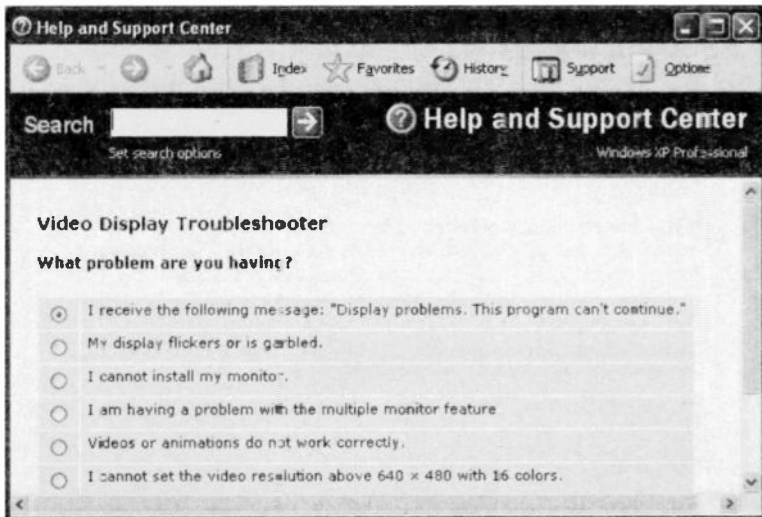 Help and Support Center
Back
Index
Favorites
History
Support
Options
Search
Help and Support Center
Set search options
Windows XP Professional
Video Display Troubleshooter
What problem are you having?
I receive the following message: "Display problems. This program can't continue."
My display flickers or is garbled.
I cannot install my monitor.
I am having a problem with the multiple monitor feature
Videos or animations do not work correctly.
I cannot set the video resolution above 640 × 480 with 16 colors.